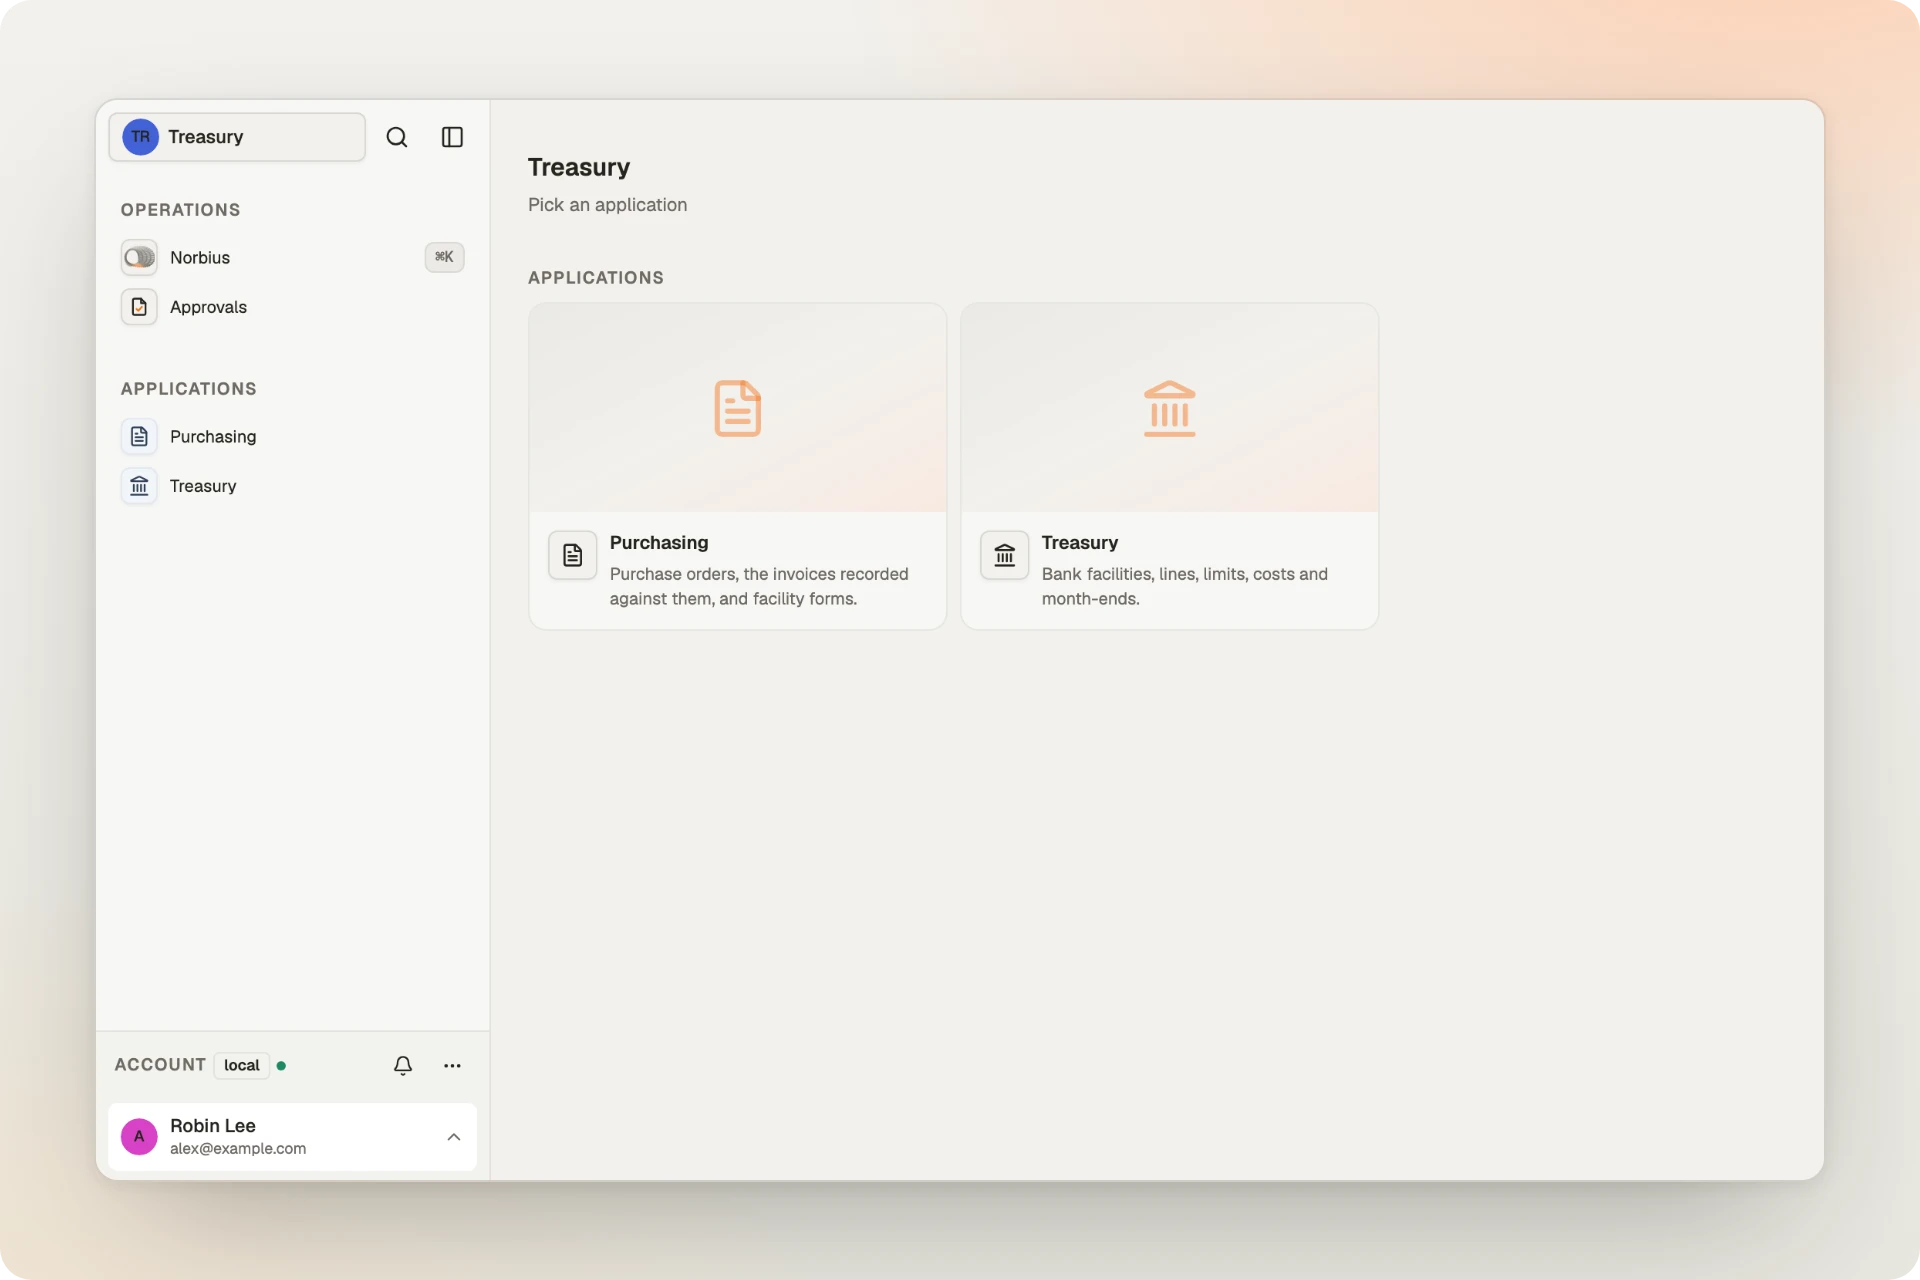 TR Treasury
OPERATIONS
Norbius ⌘K
Approvals
APPLICATIONS
Purchasing
Treasury
ACCOUNT local
A
Robin Lee
alex@example.com
Treasury
Pick an application
APPLICATIONS
Purchasing
Purchase orders, the invoices recorded
against them, and facility forms.
Treasury
Bank facilities, lines, limits, costs and
month-ends.